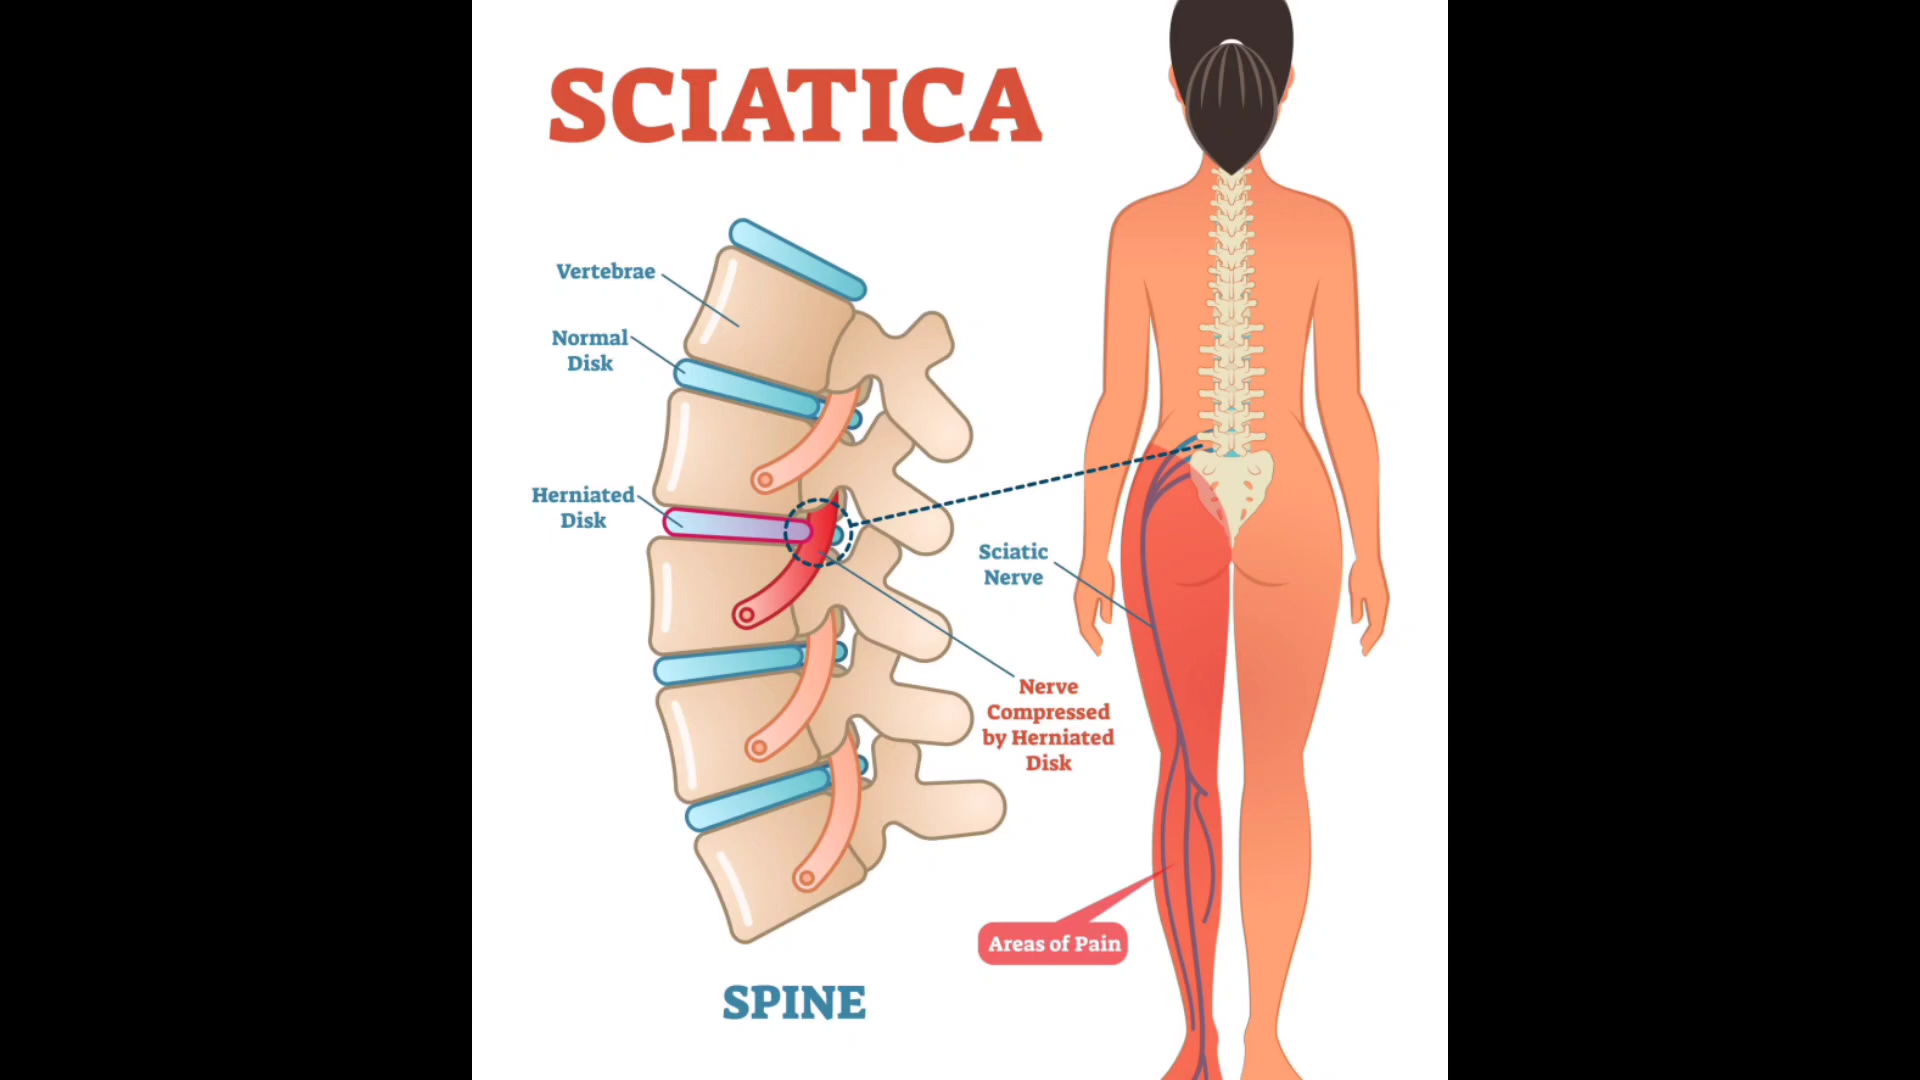 SCIATICA
Vertebrae
Normal
Disk
Herniated
Disk
Sciatic
Nerve
Nerve
Compressed
by Herniated
Disk
Areas of Pain
SPINE